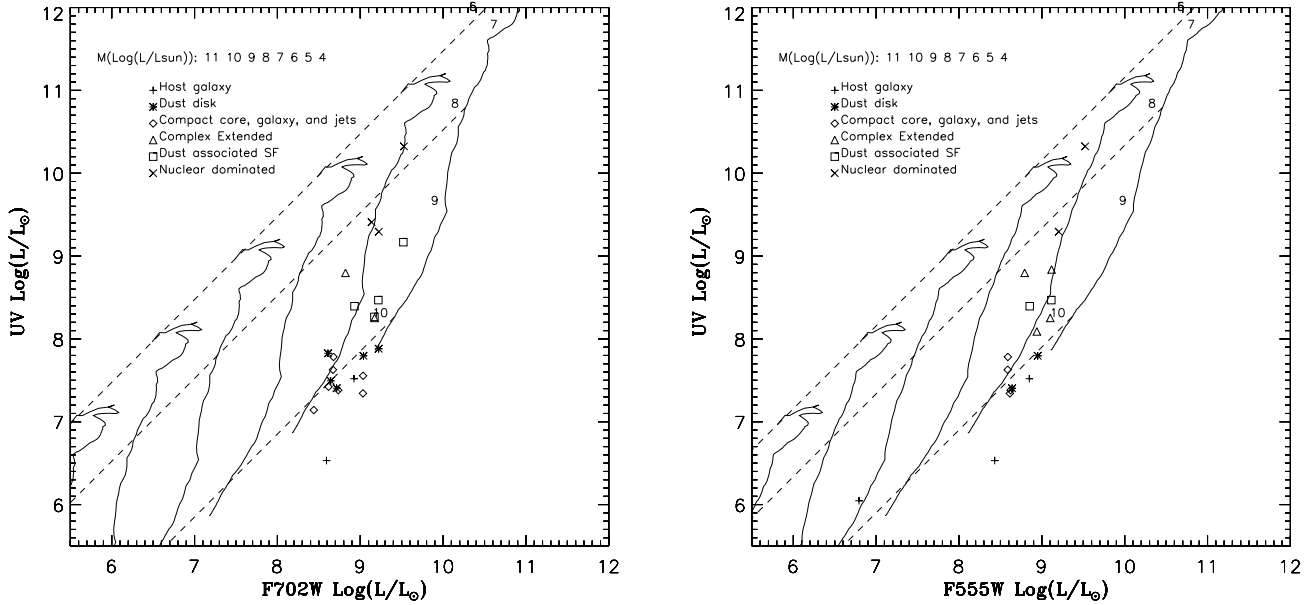 12
11
10
9
8
7
6
UV Log(L/L⊙)
6 7 8 9 10 11 12
F702W Log(L/L⊙)
M(Log(L/Lsun)): 11 10 9 8 7 6 5 4
+ Host galaxy
Dust disk
Compact core, galaxy, and jets
Complex Extended
Dust associated SF
Nuclear dominated
6
7
8
9
10
12
11
10
9
8
7
6
UV Log(L/L⊙)
6 7 8 9 10 11 12
F555W Log(L/L⊙)
M(Log(L/Lsun)): 11 10 9 8 7 6 5 4
+ Host galaxy
Dust disk
Compact core, galaxy, and jets
Complex Extended
Dust associated SF
Nuclear dominated
6
7
8
9
10